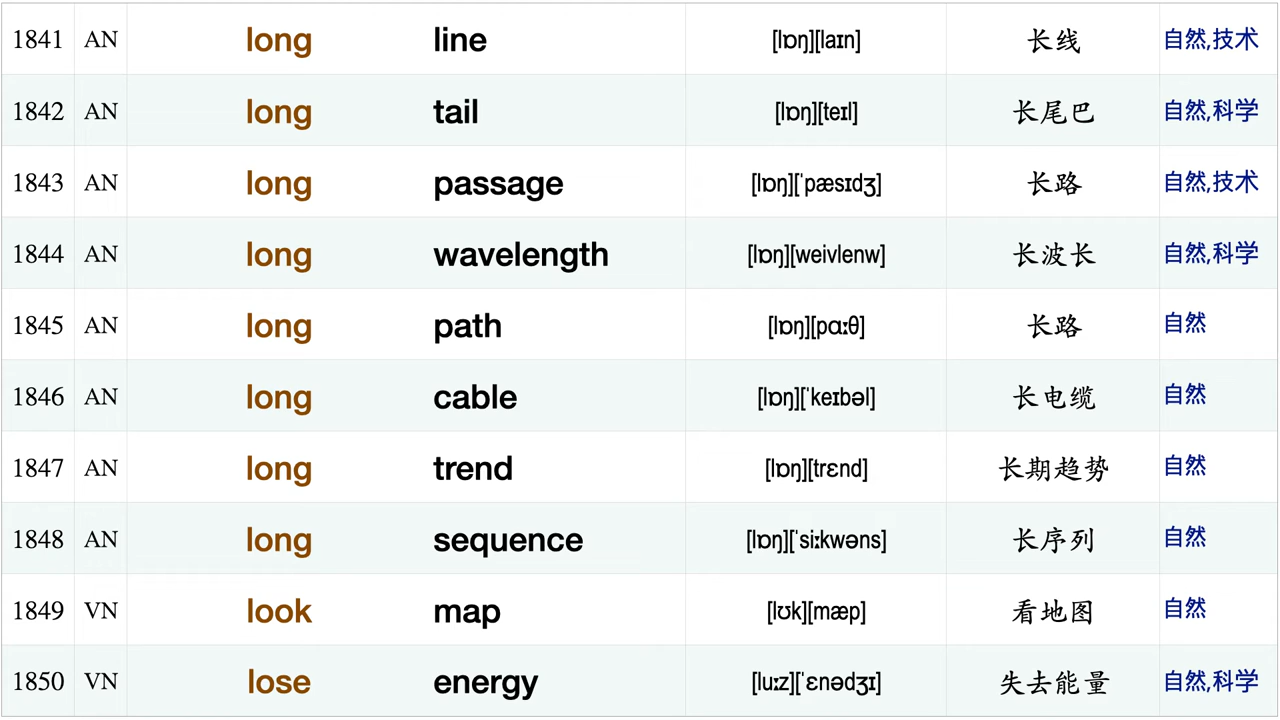 1841 AN long line [lɒŋ][laɪn] 长线 自然,技术
1842 AN long tail [lɒŋ][teɪl] 长尾巴 自然,科学
1843 AN long passage [lɒŋ][ˈpæsɪdʒ] 长路 自然,技术
1844 AN long wavelength [lɒŋ][weivlenw] 长波长 自然,科学
1845 AN long path [lɒŋ][pɑːθ] 长路 自然
1846 AN long cable [lɒŋ][ˈkeɪbəl] 长电缆 自然
1847 AN long trend [lɒŋ][trɛnd] 长期趋势 自然
1848 AN long sequence [lɒŋ][ˈsiːkwəns] 长序列 自然
1849 VN look map [lʊk][mæp] 看地图 自然
1850 VN lose energy [luːz][ˈɛnədʒɪ] 失去能量 自然,科学